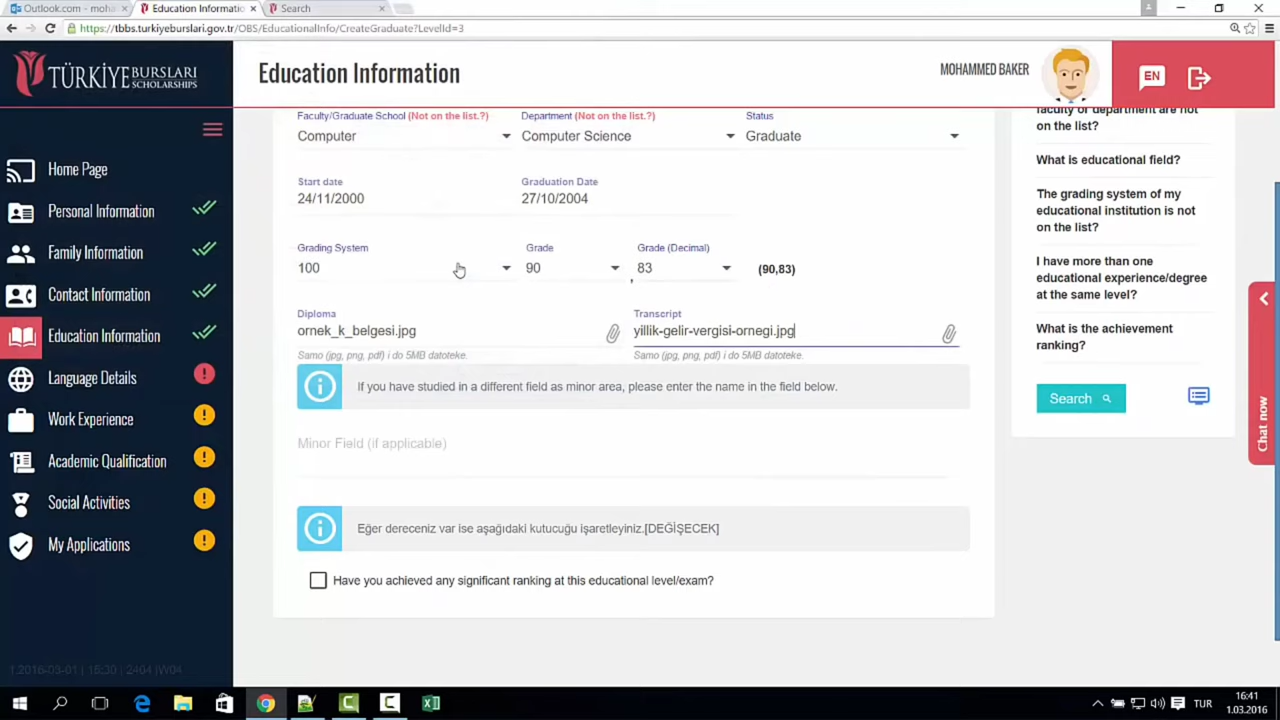 Outlook.com - moha
Education Informatio
Search
https://tbbs.turkiyeburslari.gov.tr/OBS/EducationalInfo/CreateGraduate?LevelId=3
TÜRKİYE BURSLARI
SCHOLARSHIPS
Education Information
MOHAMMED BAKER
EN
Home Page
Personal Information
Family Information
Contact Information
Education Information
Language Details
Work Experience
Academic Qualification
Social Activities
My Applications
1.2016-03-01 | 15:30 | 2404 |W04
Faculty/Graduate School (Not on the list.?)
Computer
Department (Not on the list.?)
Computer Science
Status
Graduate
Start date
24/11/2000
Graduation Date
27/10/2004
Grading System
100
Grade
90
,
Grade (Decimal)
83
(90,83)
Diploma
ornek_k_belgesi.jpg
Samo (jpg, png, pdf) i do 5MB datoteke.
Transcript
yillik-gelir-vergisi-ornegi.jpg
Samo (jpg, png, pdf) i do 5MB datoteke.
If you have studied in a different field as minor area, please enter the name in the field below.
Minor Field (if applicable)
Eğer dereceniz var ise aşağıdaki kutucuğu işaretleyiniz.[DEĞİŞECEK]
Have you achieved any significant ranking at this educational level/exam?
faculty or department are not
on the list?
What is educational field?
The grading system of my
educational institution is not
on the list?
I have more than one
educational experience/degree
at the same level?
What is the achievement
ranking?
Search
Chat now
TUR
16:41
1.03.2016